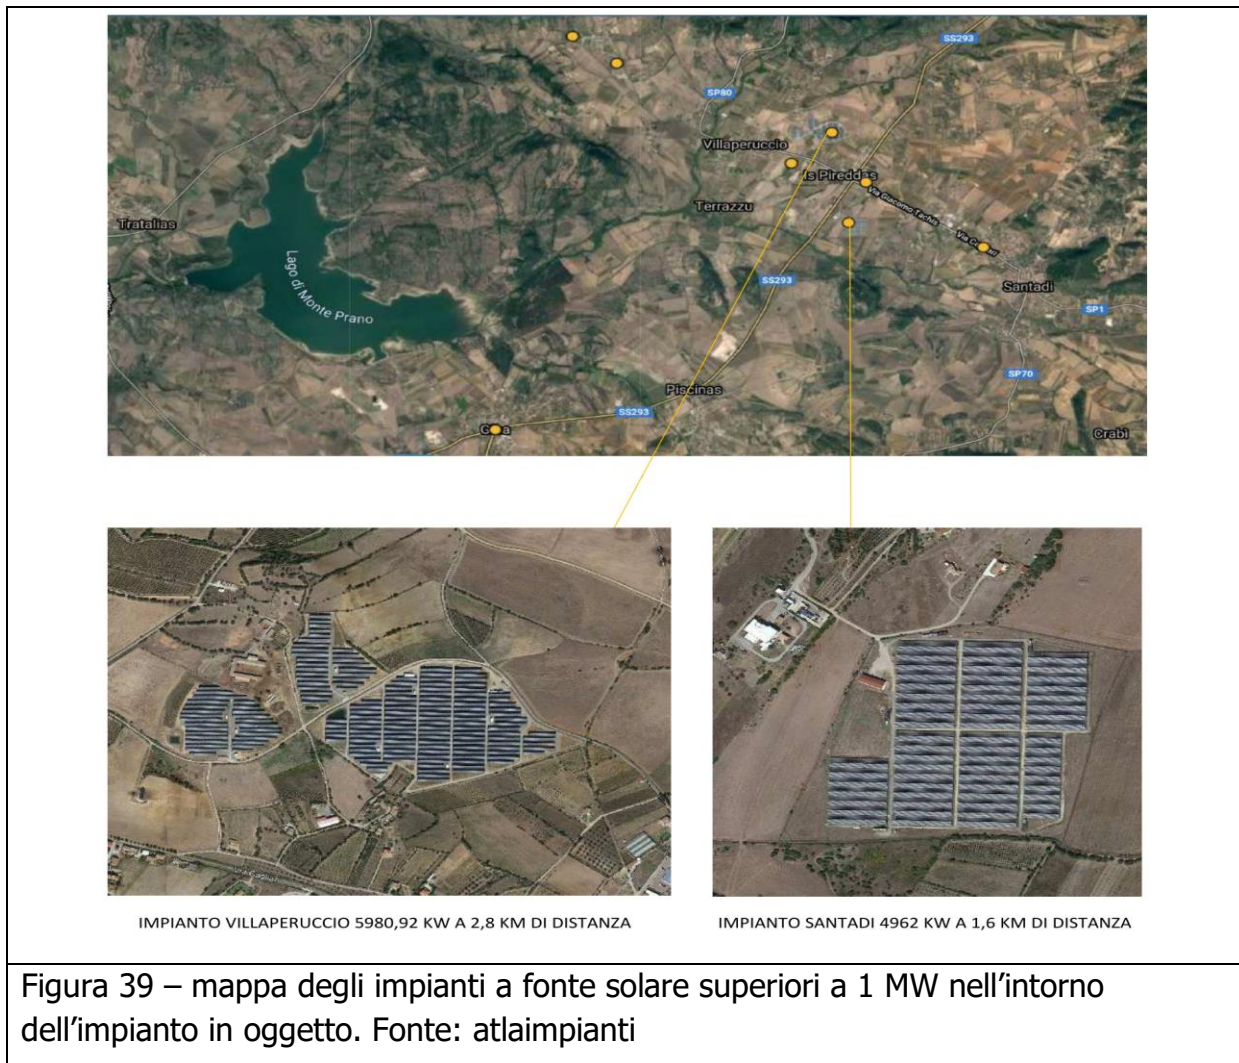 SS293
SP80
Villaperuccio
Is Pireddas
Via Giacomo Tachis
Terrazzu
Tratalias
Lago di Monte Prano
SS293
Santadi
SP1
SP70
Piscinas
SS293
Crabì
IMPIANTO VILLAPERUCCIO 5980,92 KW A 2,8 KM DI DISTANZA
IMPIANTO SANTADI 4962 KW A 1,6 KM DI DISTANZA
Figura 39 – mappa degli impianti a fonte solare superiori a 1 MW nell’intorno
dell’impianto in oggetto. Fonte: atlaimpianti